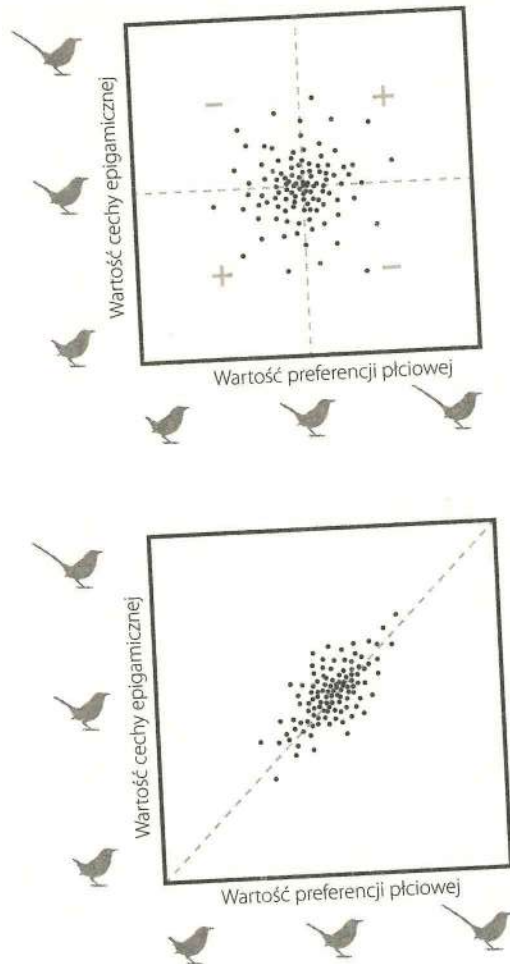 Wartość cechy epigamicznej
− +
+ −
Wartość preferencji płciowej
Wartość cechy epigamicznej
Wartość preferencji płciowej